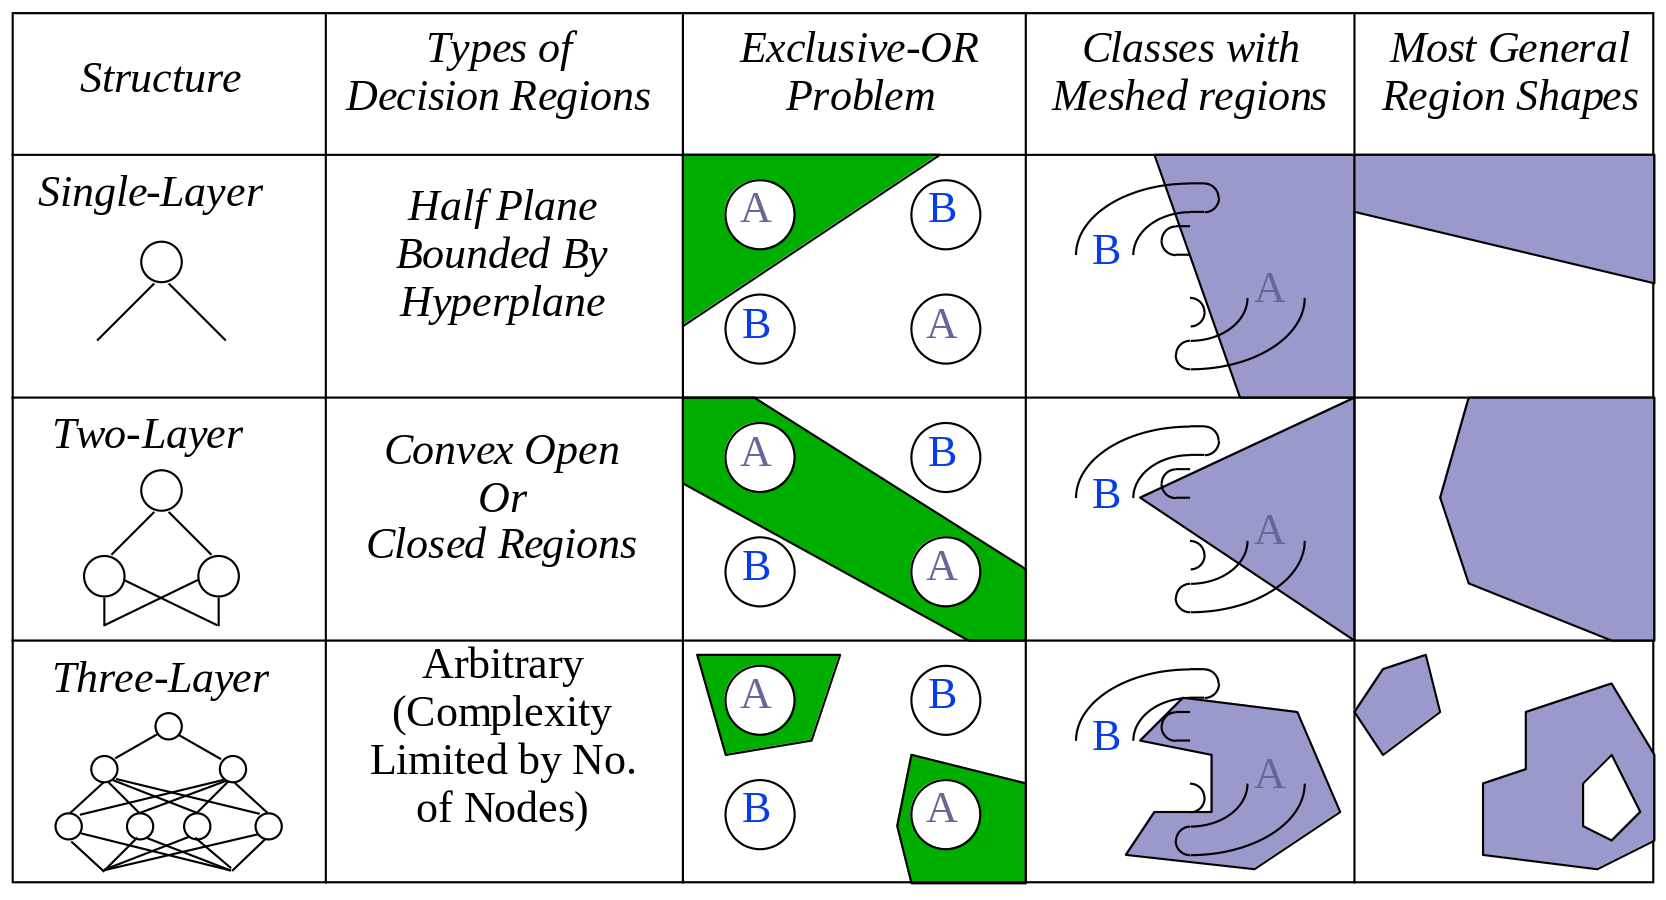 Structure
Types of
Decision Regions
Exclusive-OR
Problem
Classes with
Meshed regions
Most General
Region Shapes
Single-Layer
Half Plane
Bounded By
Hyperplane
A
B
B
A
B
A
Two-Layer
Convex Open
Or
Closed Regions
A
B
B
A
B
A
Three-Layer
Arbitrary
(Complexity
Limited by No.
of Nodes)
A
B
B
A
B
A